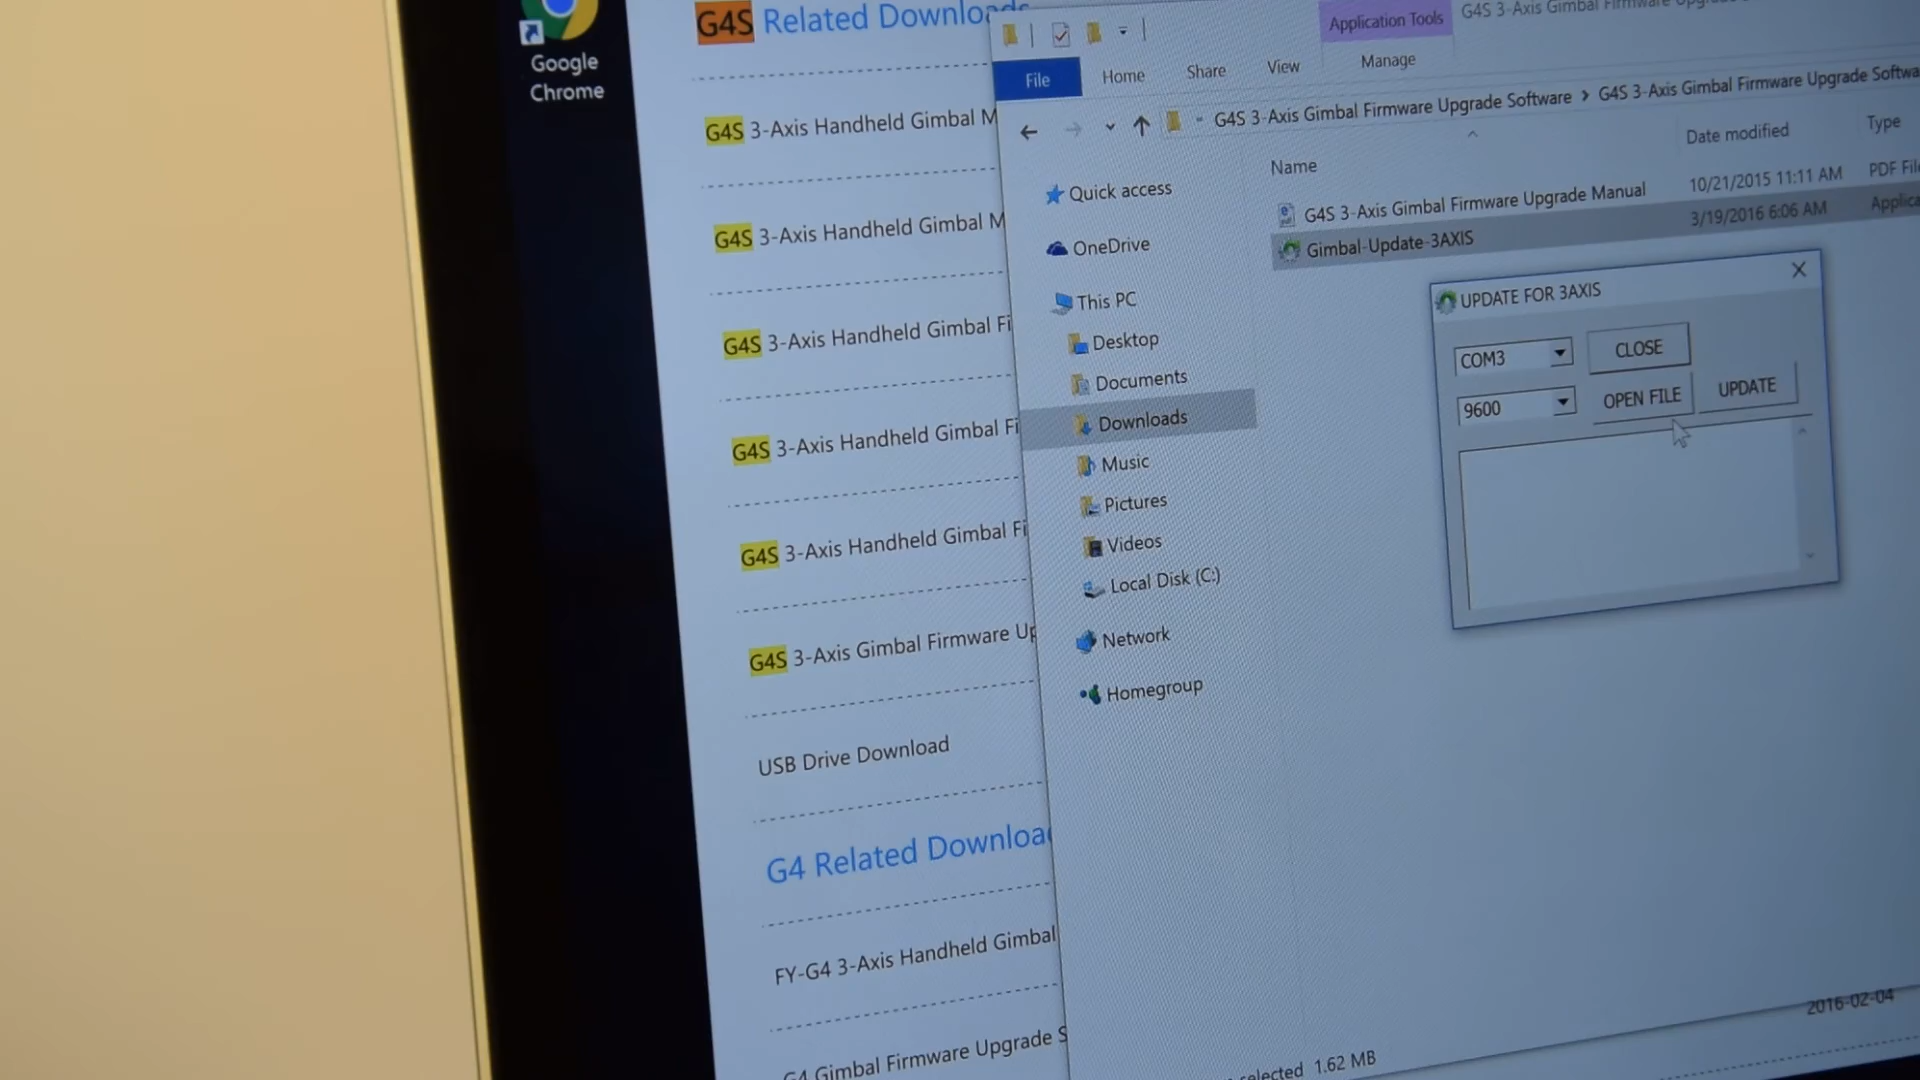 Google
Chrome
G4S Related Downlo
G4S 3-Axis Handheld Gimbal M
G4S 3-Axis Handheld Gimbal M
G4S 3-Axis Handheld Gimbal Fi
G4S 3-Axis Handheld Gimbal Fi
G4S 3-Axis Handheld Gimbal Fi
G4S 3-Axis Gimbal Firmware Up
USB Drive Download
G4 Related Downloa
FY-G4 3-Axis Handheld Gimbal
G4 Gimbal Firmware Upgrade S
Application Tools
G4S 3-Axis Gimbal Firmware Upgrade
File Home Share View Manage
G4S 3-Axis Gimbal Firmware Upgrade Software > G4S 3-Axis Gimbal Firmware Upgrade Softwa
Name Date modified Type
G4S 3-Axis Gimbal Firmware Upgrade Manual 10/21/2015 11:11 AM PDF File
Gimbal-Update-3AXIS 3/19/2016 6:06 AM Applica
Quick access
OneDrive
This PC
Desktop
Documents
Downloads
Music
Pictures
Videos
Local Disk (C:)
Network
Homegroup
UPDATE FOR 3AXIS
COM3 CLOSE
9600 OPEN FILE UPDATE
2016-02-04
selected 1.62 MB